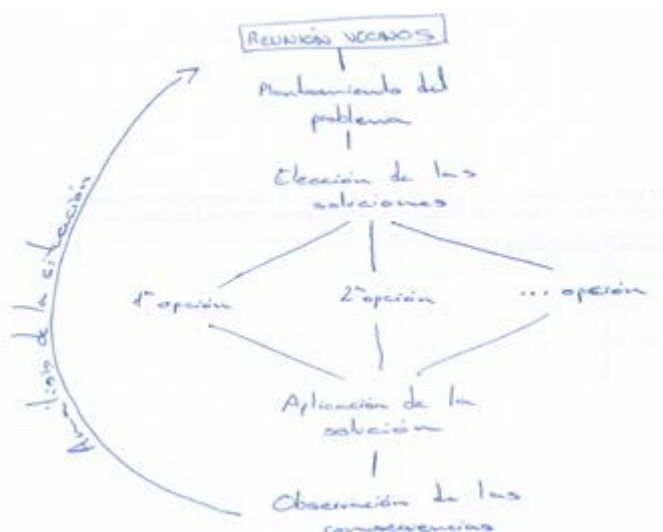 REUNIÓN VECINOS
Planteamiento del
problema
Elección de las
soluciones
1ª opción
2ª opción
... opción
Aplicación de la
solución
Observación de las
consecuencias
Analisis de la situación